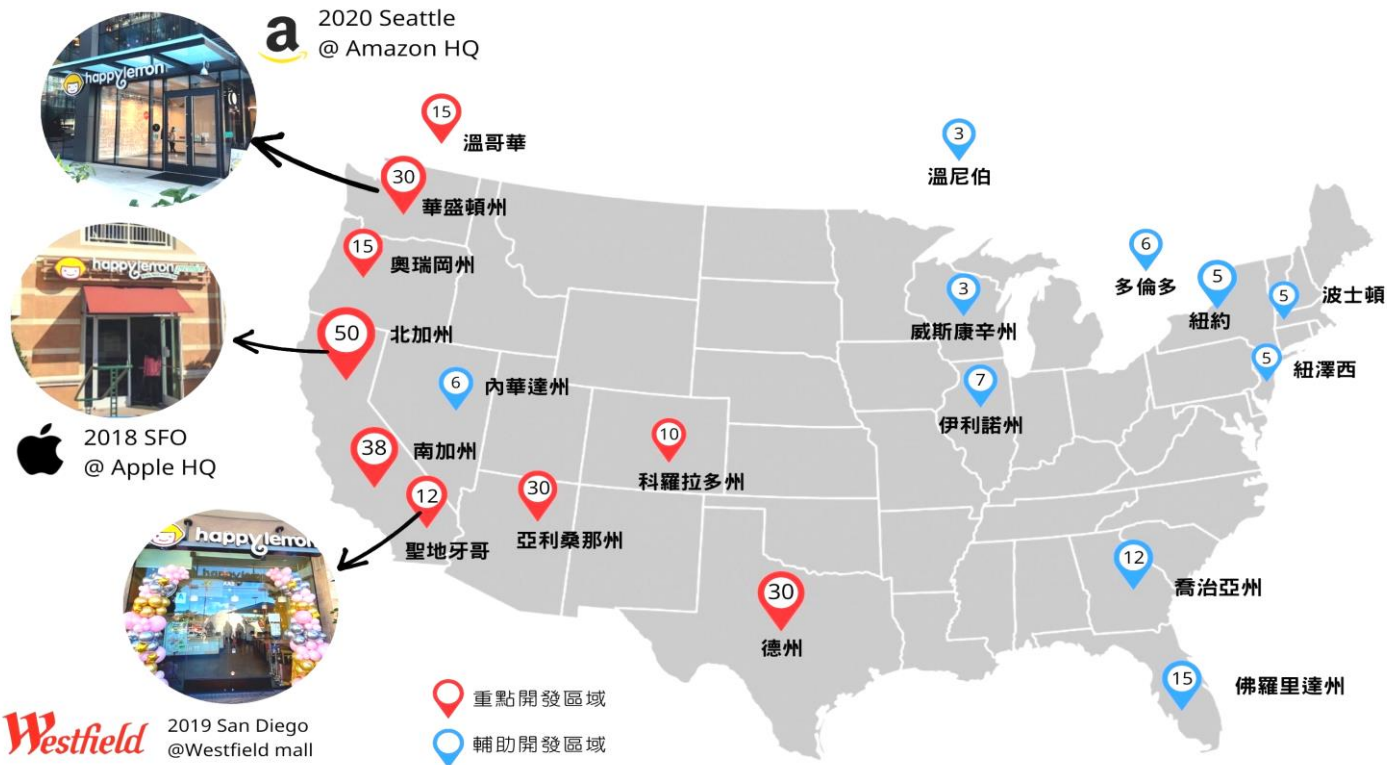 a
2020 Seattle
@ Amazon HQ
happylemon
15
溫哥華
3
溫尼伯
30
華盛頓州
15
奧瑞岡州
6
多倫多
5
紐約
5
波士頓
3
威斯康辛州
happylemon
50
北加州
5
紐澤西
6
內華達州
7
伊利諾州
2018 SFO
@ Apple HQ
38
南加州
10
科羅拉多州
12
聖地牙哥
30
亞利桑那州
happylemon
12
喬治亞州
30
德州
15
佛羅里達州
重點開發區域
輔助開發區域
Westfield
2019 San Diego
@Westfield mall